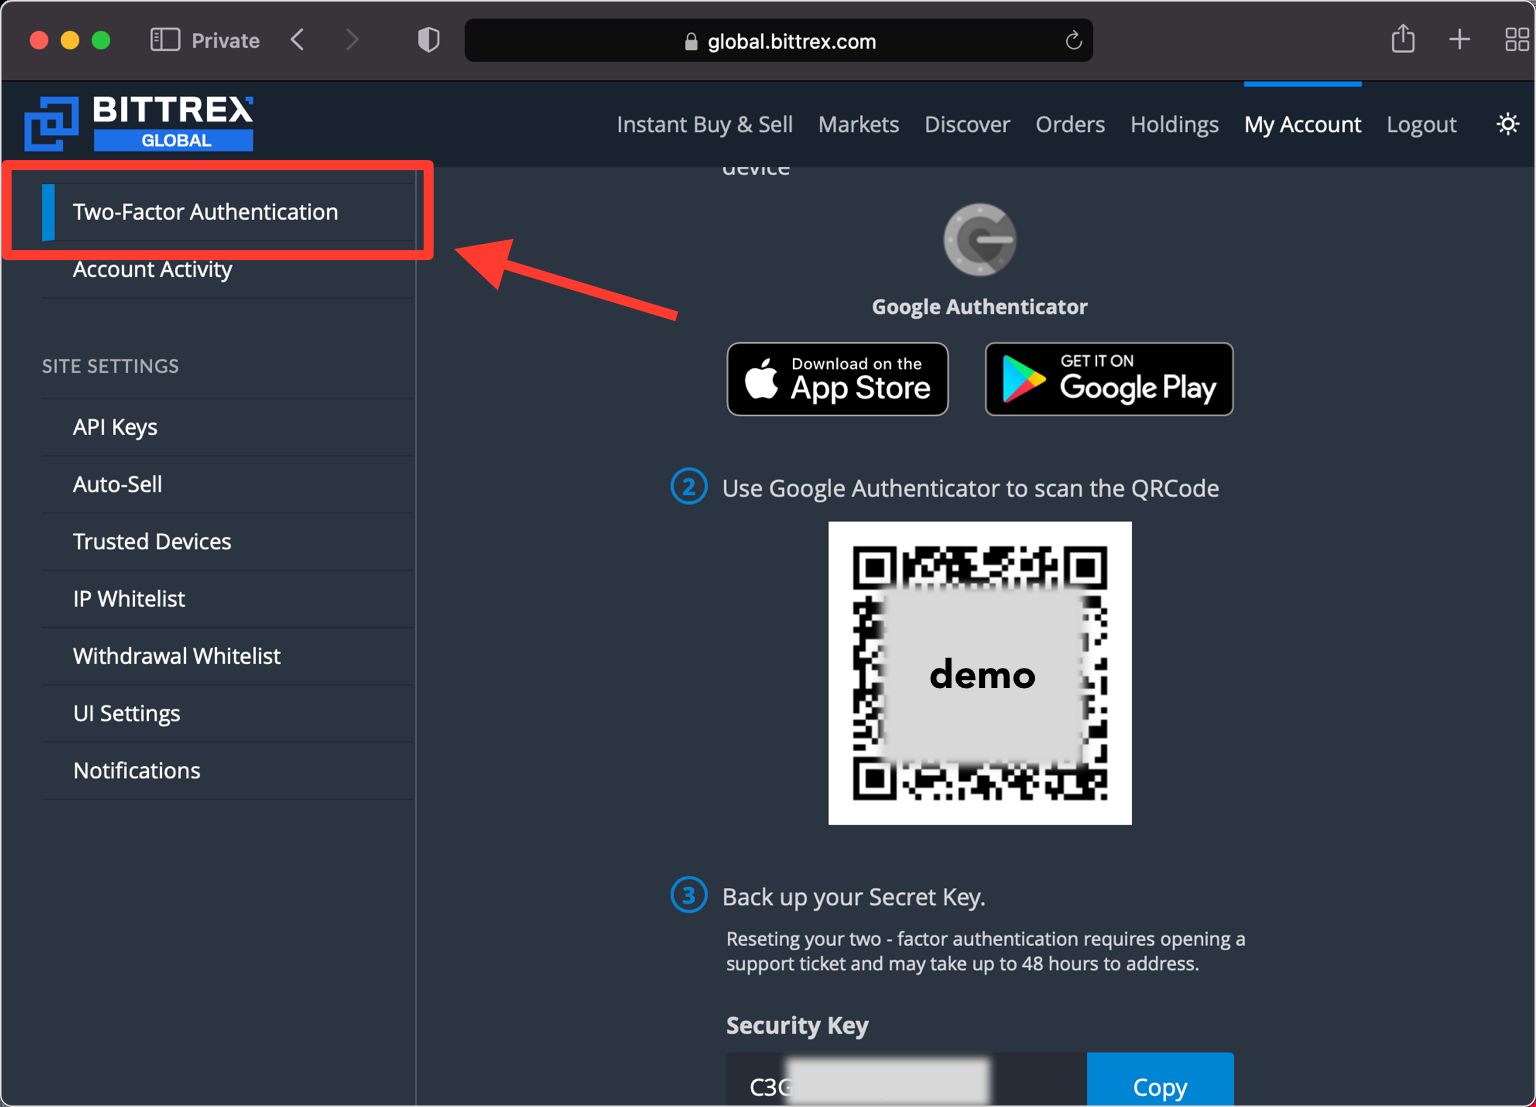 Private
global.bittrex.com
BITTREX
GLOBAL
Instant Buy & Sell Markets Discover Orders Holdings My Account Logout
Two-Factor Authentication
Account Activity
SITE SETTINGS
API Keys
Auto-Sell
Trusted Devices
IP Whitelist
Withdrawal Whitelist
UI Settings
Notifications
device
Google Authenticator
Download on the
App Store
GET IT ON
Google Play
2 Use Google Authenticator to scan the QRCode
demo
3 Back up your Secret Key.
Reseting your two - factor authentication requires opening a
support ticket and may take up to 48 hours to address.
Security Key
C3G
Copy